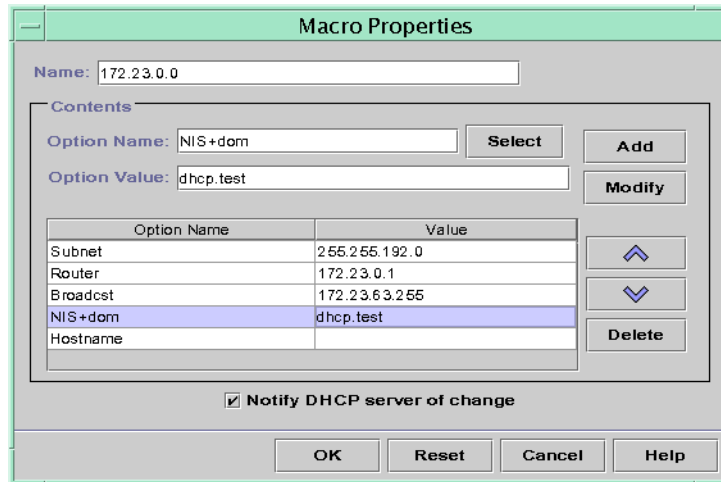 Macro Properties
Name: 172.23.0.0
Contents
Option Name: NIS+dom Select Add
Option Value: dhcp.test Modify
Option Name Value
Subnet 255.255.192.0
Router 172.23.0.1
Broadcst 172.23.63.255
NIS+dom dhcp.test
Hostname Delete
Notify DHCP server of change
OK Reset Cancel Help